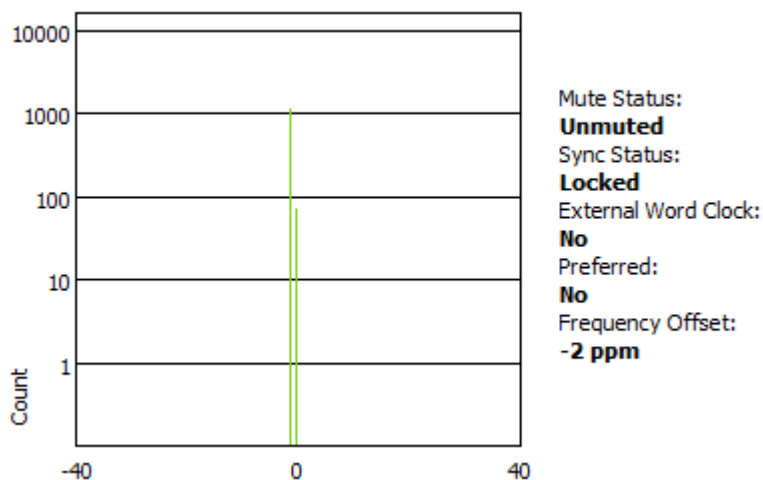 10000
1000
100
10
1
Count
-40
0
40
Mute Status:
Unmuted
Sync Status:
Locked
External Word Clock:
No
Preferred:
No
Frequency Offset:
-2 ppm